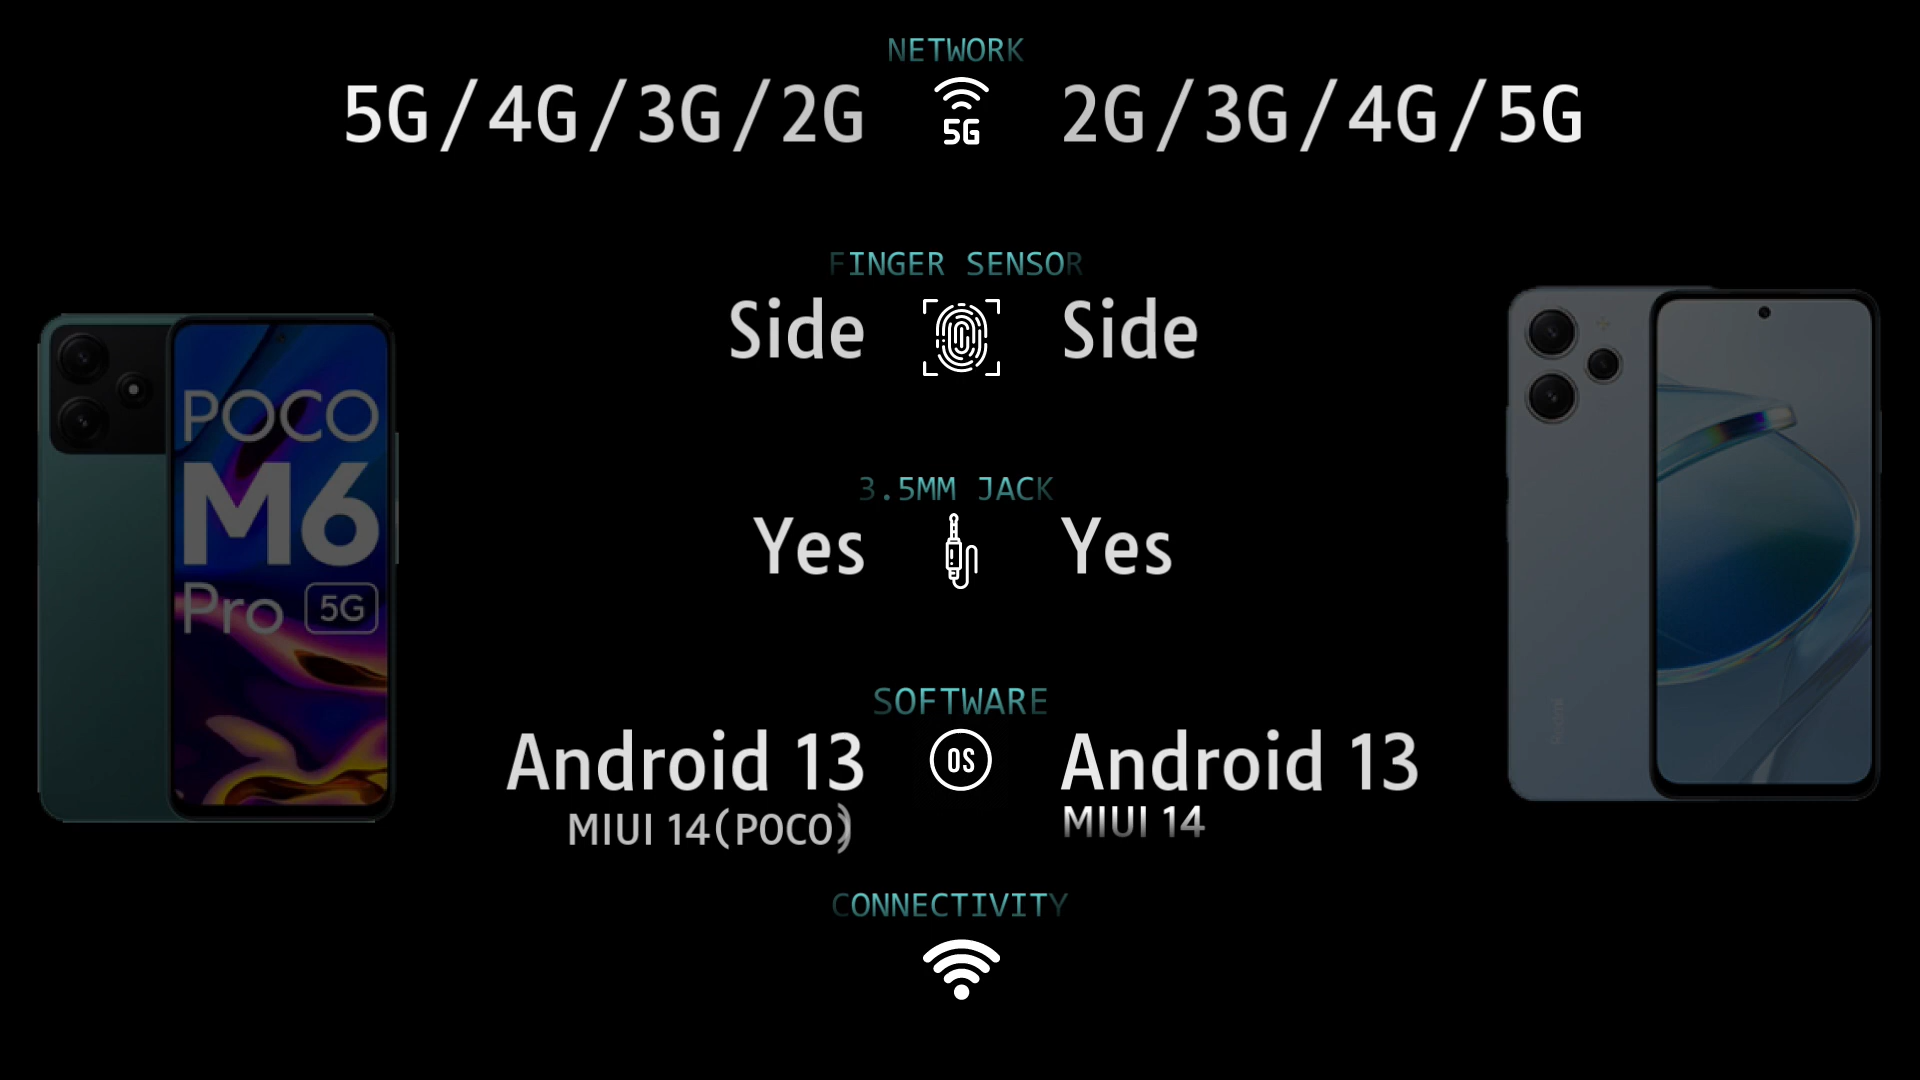 NETWORK
5G/4G/3G/2G
5G
2G/3G/4G/5G
FINGER SENSOR
Side
Side
3.5MM JACK
Yes
Yes
SOFTWARE
Android 13
OS
Android 13
MIUI 14(POCO)
MIUI 14
CONNECTIVITY
POCO
M6
Pro 5G
Redmi